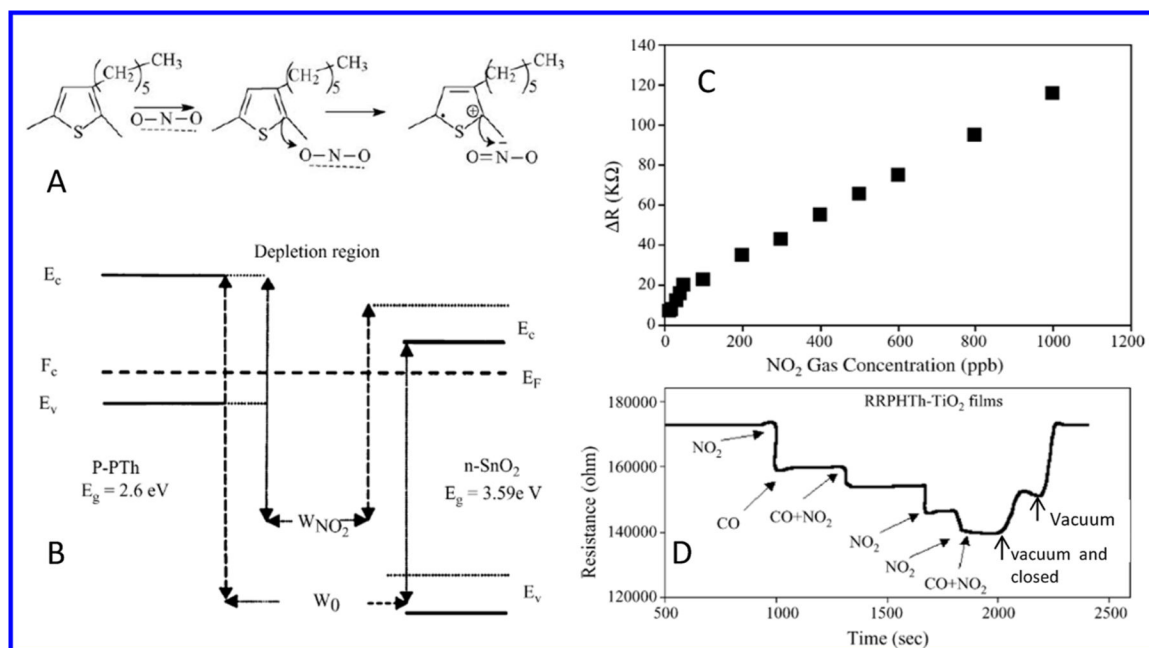 A
(CH2)5 CH3
S
O-N-O
(CH2)5 CH3
S
O-N-O
(CH2)5 CH3
⊕
S
O=N-O
B
Depletion region
Ec
Fc
Ev
P-PTh
Eg = 2.6 eV
WNO2
W0
Ec
EF
n-SnO2
Eg = 3.59e V
Ev
C
ΔR (KΩ)
140
120
100
80
60
40
20
0
200 400 600 800 1000 1200
NO2 Gas Concentration (ppb)
D
RRPHTh-TiO2 films
Resistance (ohm)
180000
160000
140000
120000
NO2
CO
CO+NO2
NO2
NO2
CO+NO2
Vacuum
vacuum and
closed
500 1000 1500 2000 2500
Time (sec)